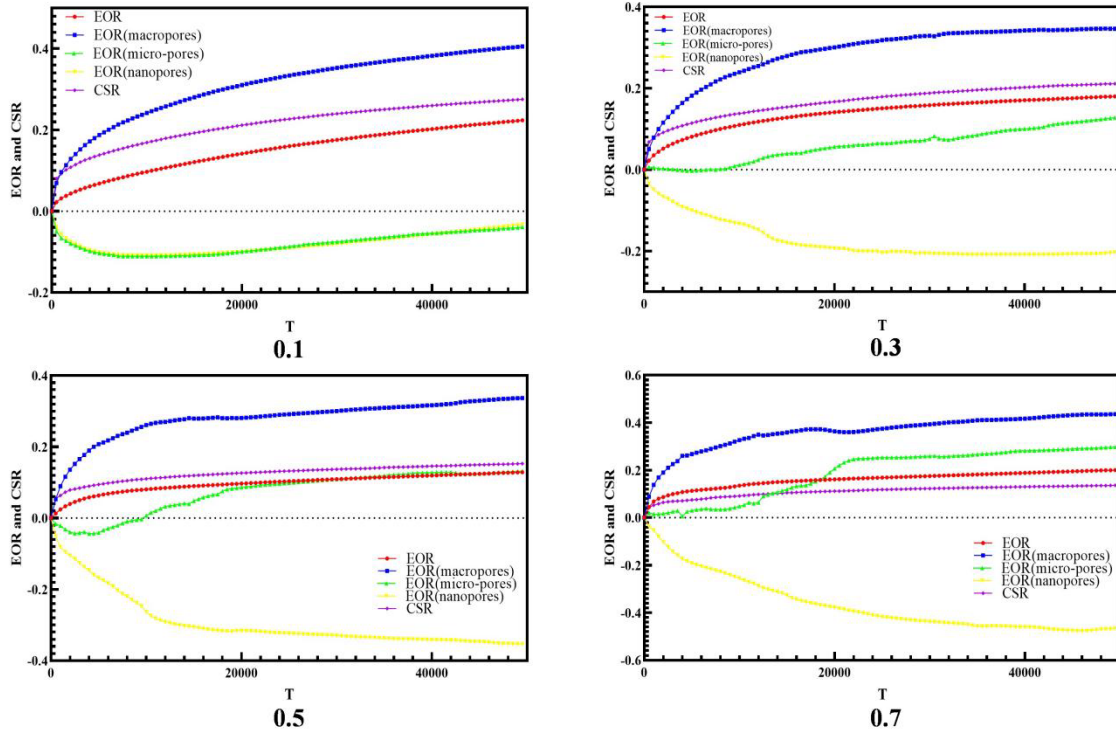 EOR
EOR(macropores)
EOR(micro-pores)
EOR(nanopores)
CSR
EOR and CSR
0.4
0.2
0.0
-0.2
0
20000
40000
T
0.1
EOR
EOR(macropores)
EOR(micro-pores)
EOR(nanopores)
CSR
EOR and CSR
0.4
0.2
0.0
-0.2
0
20000
40000
T
0.3
EOR and CSR
0.4
0.2
0.0
-0.2
-0.4
EOR
EOR(macropores)
EOR(micro-pores)
EOR(nanopores)
CSR
0
20000
40000
T
0.5
EOR and CSR
0.6
0.4
0.2
0.0
-0.2
-0.4
-0.6
EOR
EOR(macropores)
EOR(micro-pores)
EOR(nanopores)
CSR
0
20000
40000
T
0.7